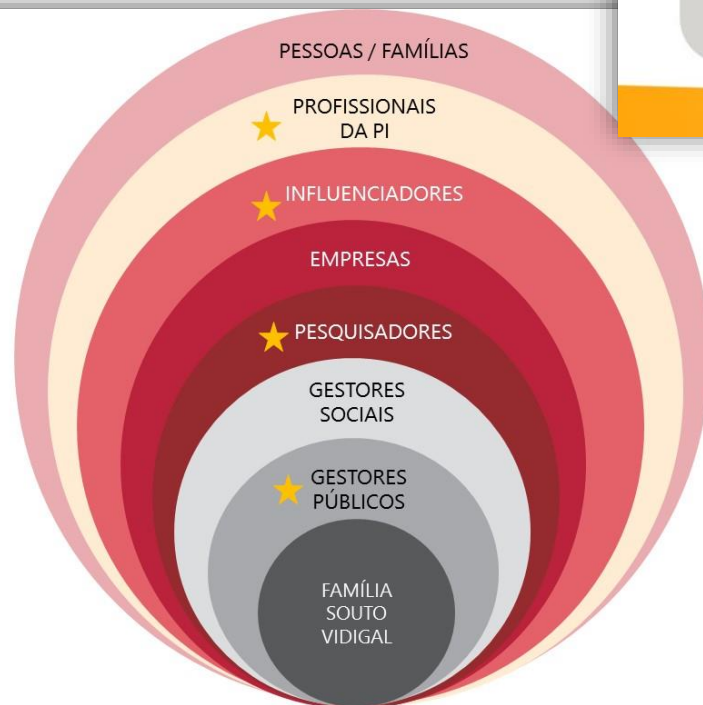 PESSOAS / FAMÍLIAS
PROFISSIONAIS
DA PI
INFLUENCIADORES
EMPRESAS
PESQUISADORES
GESTORES
SOCIAIS
GESTORES
PÚBLICOS
FAMÍLIA
SOUTO
VIDIGAL